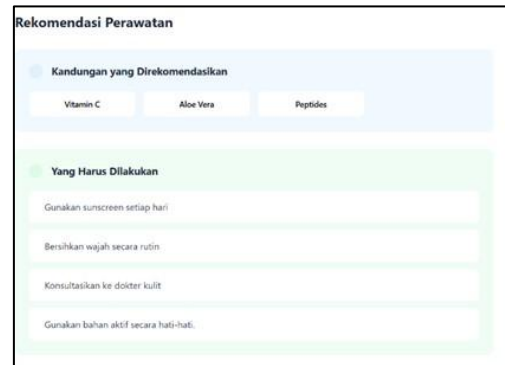 Rekomendasi Perawatan
Kandungan yang Direkomendasikan
Vitamin C Aloe Vera Peptides
Yang Harus Dilakukan
Gunakan sunscreen setiap hari
Bersihkan wajah secara rutin
Konsultasikan ke dokter kulit
Gunakan bahan aktif secara hati-hati.